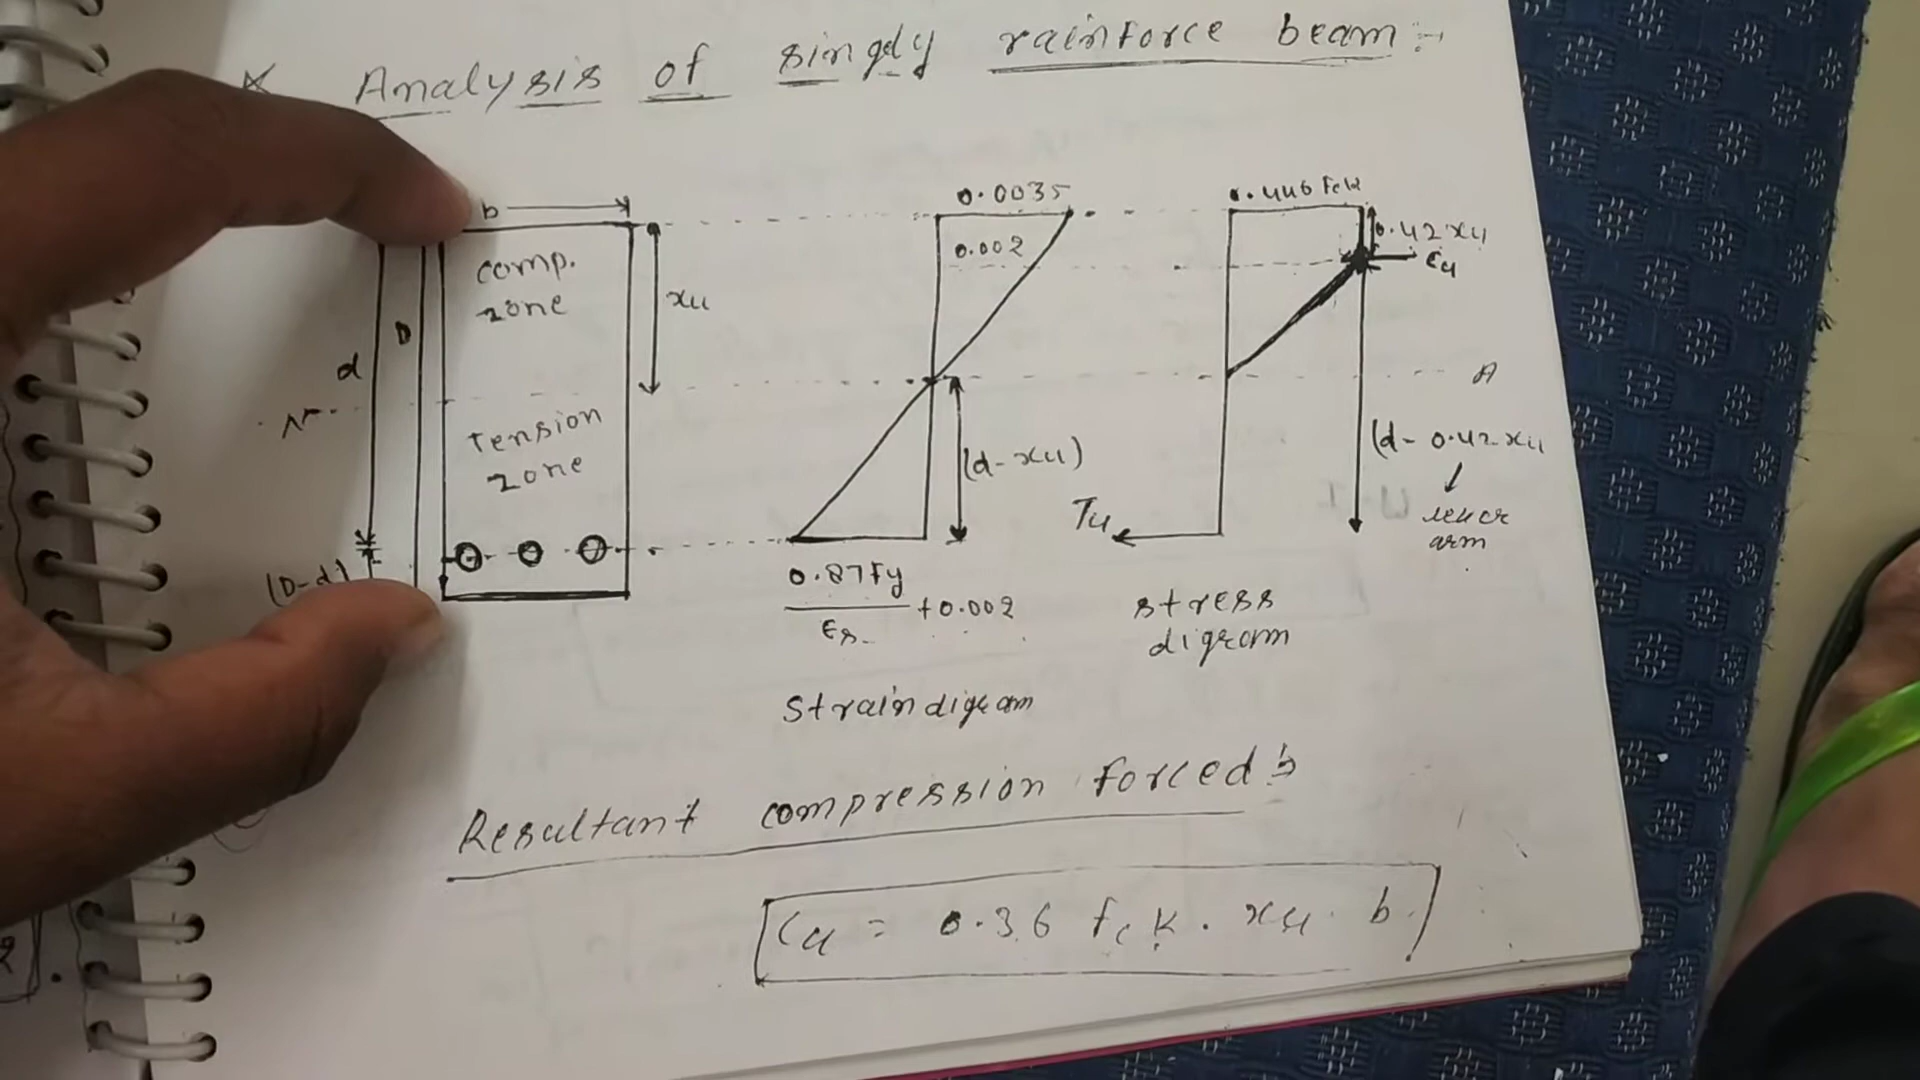 Analysis of singly rainforce beam :-
b
comp.
zone
xu
d
D
Tension
zone
(D-d)
0.0035
0.002
(d-xu)
0.87fy
Es
+0.002
strain digram
0.446 fck
0.42xu
Cu
A
(d-0.42xu
lever
arm
Tu
stress
digram
Resultant compression forced :-
Cu = 0.36 fck. xu. b.